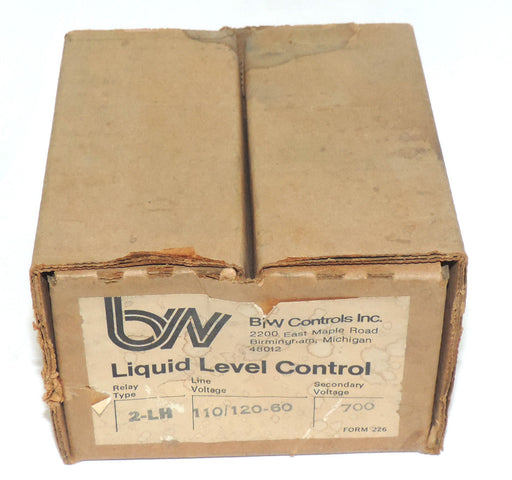 B/W
B/W Controls Inc.
2200 East Maple Road
Birmingham, Michigan
48012
Liquid Level Control
Relay Type
Line Voltage
Secondary Voltage
2-LH
110/120-60
700
FORM 226